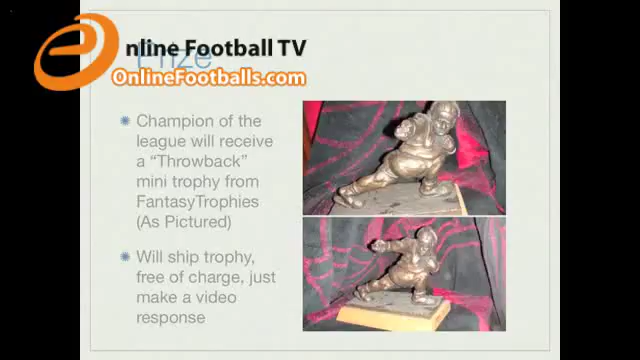 Prize
nline Football TV
OnlineFootballs.com
Champion of the
league will receive
a “Throwback”
mini trophy from
FantasyTrophies
(As Pictured)
Will ship trophy,
free of charge, just
make a video
response